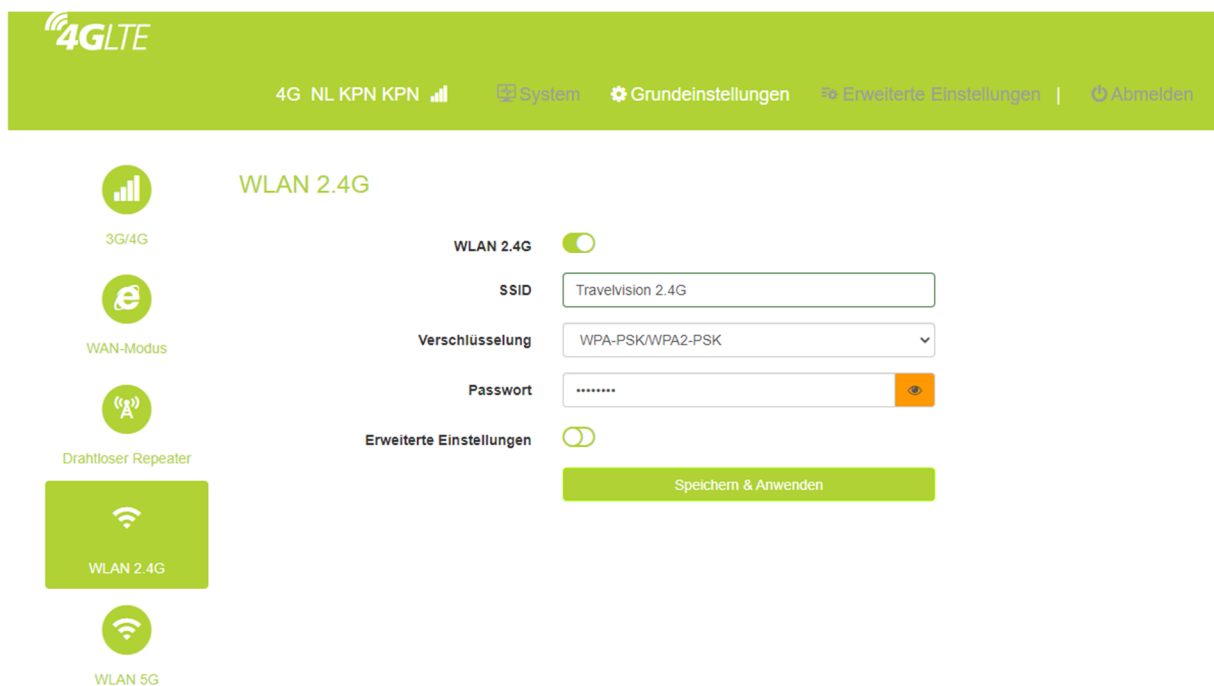 4GLTE
4G NL KPN KPN System Grundeinstellungen Erweiterte Einstellungen | Abmelden
3G/4G
WAN-Modus
Drahtloser Repeater
WLAN 2.4G
WLAN 5G
WLAN 2.4G
WLAN 2.4G
SSID Travelvision 2.4G
Verschlüsselung WPA-PSK/WPA2-PSK
Passwort ••••••••
Erweiterte Einstellungen
Speichern & Anwenden